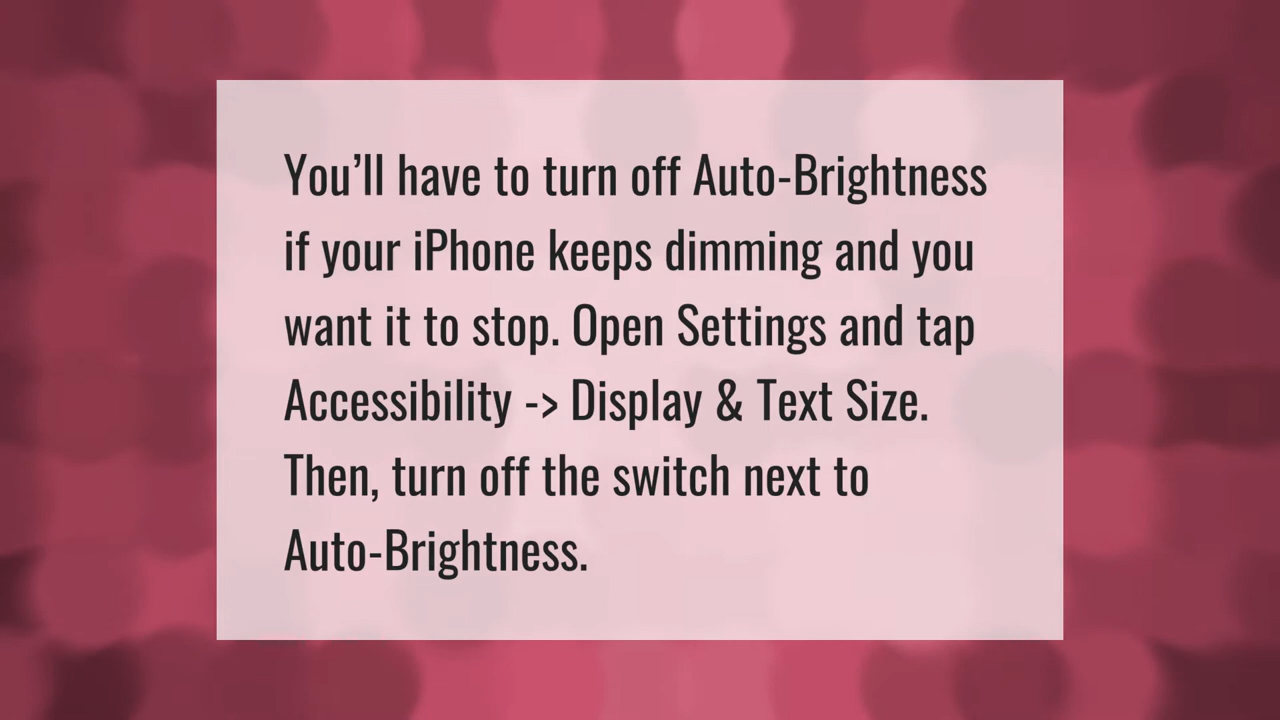 You’ll have to turn off Auto-Brightness
if your iPhone keeps dimming and you
want it to stop. Open Settings and tap
Accessibility -> Display & Text Size.
Then, turn off the switch next to
Auto-Brightness.